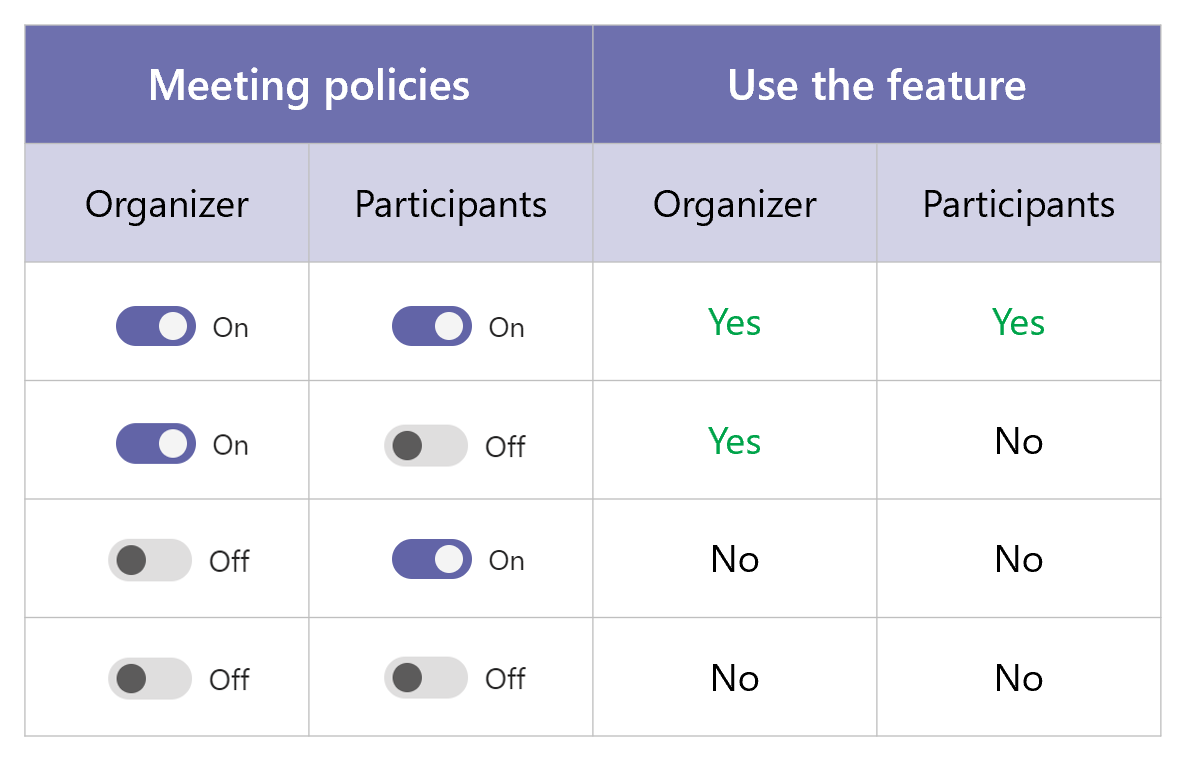 Meeting policies Use the feature
Organizer Participants Organizer Participants
On On Yes Yes
On Off Yes No
Off On No No
Off Off No No